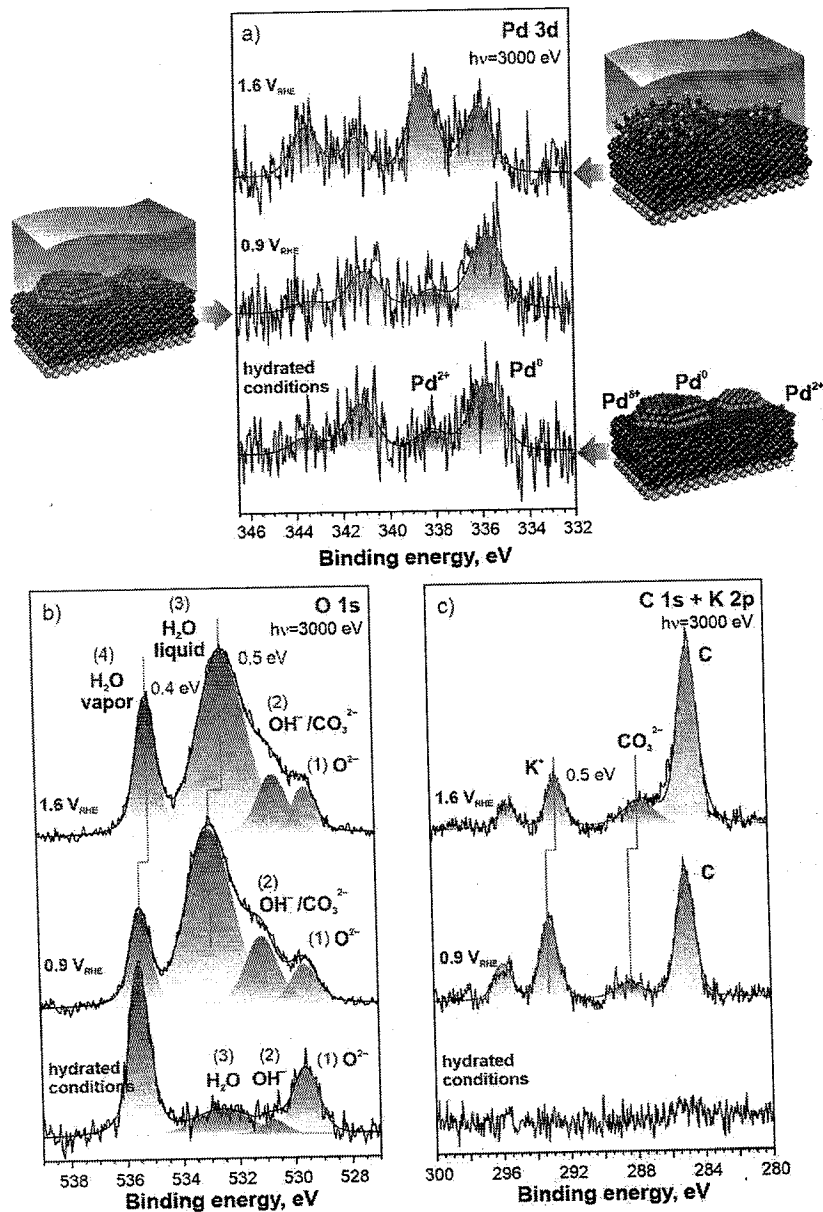 a)
Pd 3d
hν=3000 eV
1.6 V_RHE
0.9 V_RHE
hydrated
conditions
Pd²⁺
Pd⁰
Pd^δ+
Pd⁰
Pd²⁺
346 344 342 340 338 336 334 332
Binding energy, eV
b)
O 1s
hν=3000 eV
(3)
H₂O
liquid
0.5 eV
(4)
H₂O
vapor
0.4 eV
(2)
OH⁻/CO₃²⁻
(1) O²⁻
1.6 V_RHE
(2)
OH⁻/CO₃²⁻
(1) O²⁻
0.9 V_RHE
hydrated
conditions
(3)
H₂O
(2)
OH⁻
(1) O²⁻
538 536 534 532 530 528
Binding energy, eV
c)
C 1s + K 2p
hν=3000 eV
C
CO₃²⁻
K⁺
0.5 eV
1.6 V_RHE
C
0.9 V_RHE
hydrated
conditions
300 296 292 288 284 280
Binding energy, eV